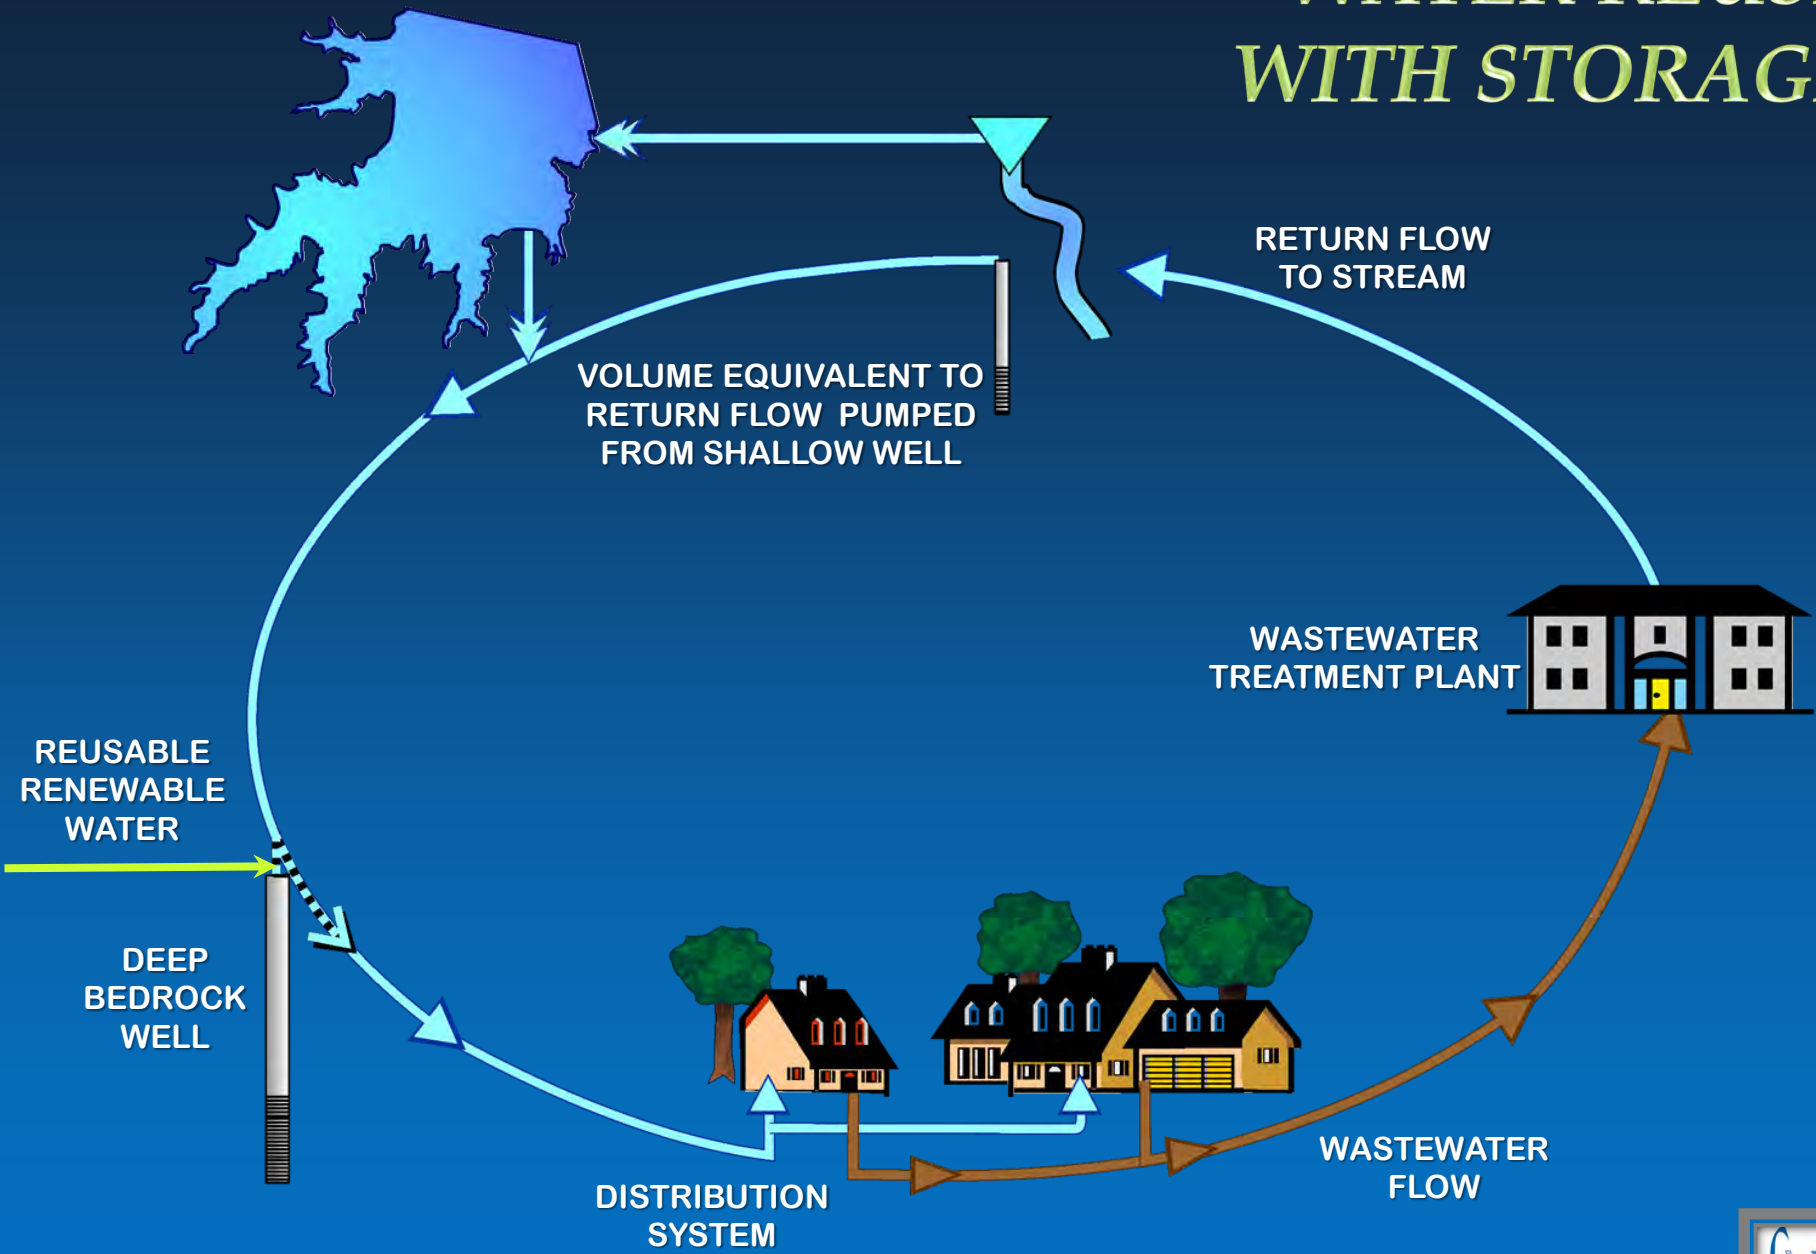 WITH STORAG
RETURN FLOW
TO STREAM
VOLUME EQUIVALENT TO
RETURN FLOW PUMPED
FROM SHALLOW WELL
WASTEWATER
TREATMENT PLANT
REUSABLE
RENEWABLE
WATER
DEEP
BEDROCK
WELL
WASTEWATER
FLOW
DISTRIBUTION
SYSTEM